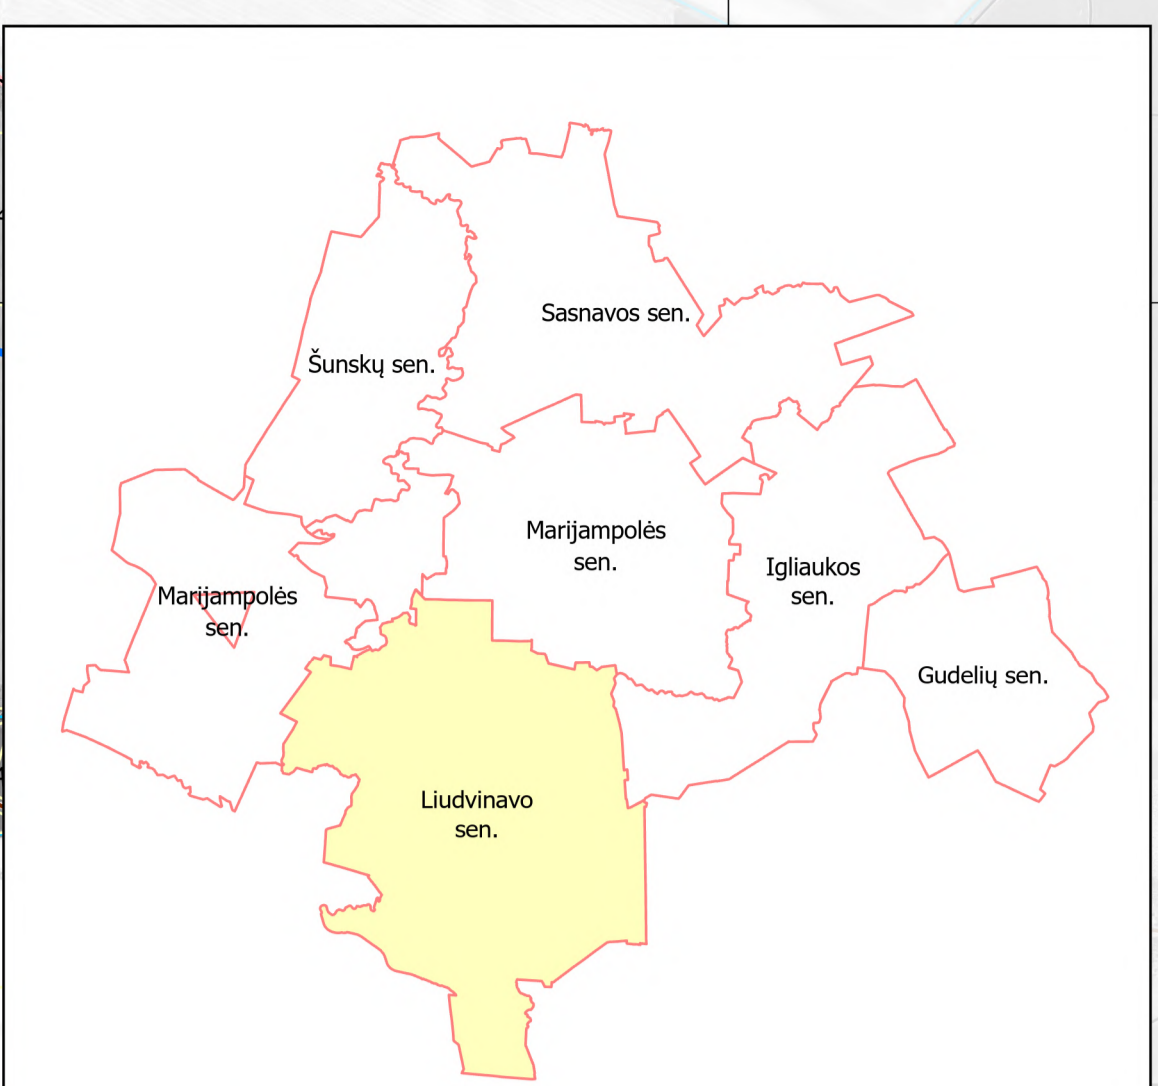 Sasnavos sen.
Šunskų sen.
Marijampolės
sen.
Igliaukos
sen.
Marijampolės
sen.
Gudelių sen.
Liudvinavo
sen.